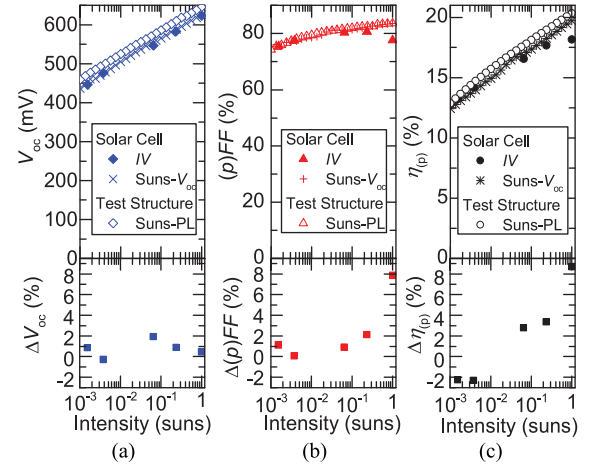 600
500
400
300
200
100
0
V_oc (mV)
Solar Cell
IV
Suns-V_oc
Test Structure
Suns-PL
8
6
4
2
0
-2
ΔV_oc (%)
10^-3 10^-2 10^-1 1
Intensity (suns)
(a)
100
80
60
40
20
0
(p)FF (%)
Solar Cell
IV
Suns-V_oc
Test Structure
Suns-PL
8
6
4
2
0
-2
Δ(p)FF (%)
10^-3 10^-2 10^-1 1
Intensity (suns)
(b)
20
15
10
5
0
η_(p) (%)
Solar Cell
IV
Suns-V_oc
Test Structure
Suns-PL
8
6
4
2
0
-2
Δη_(p) (%)
10^-3 10^-2 10^-1 1
Intensity (suns)
(c)